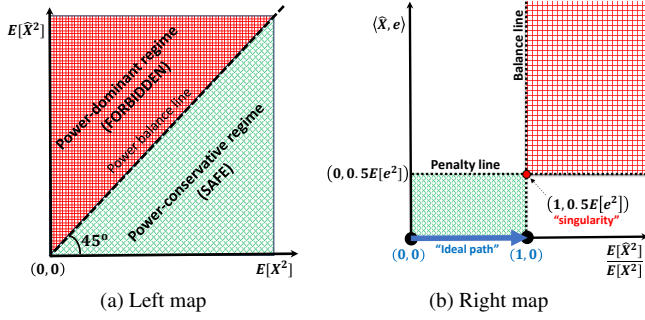 E[X̂²]
Power-dominant regime
(FORBIDDEN)
Power balance line
Power-conservative regime
(SAFE)
45º
(0, 0)
E[X²]
(a) Left map
⟨X̂, e⟩
Balance line
(0, 0.5E[e²])
Penalty line
(1, 0.5E[e²])
"singularity"
"Ideal path"
(0, 0)
(1, 0)
E[X̂²]
E[X²]
(b) Right map